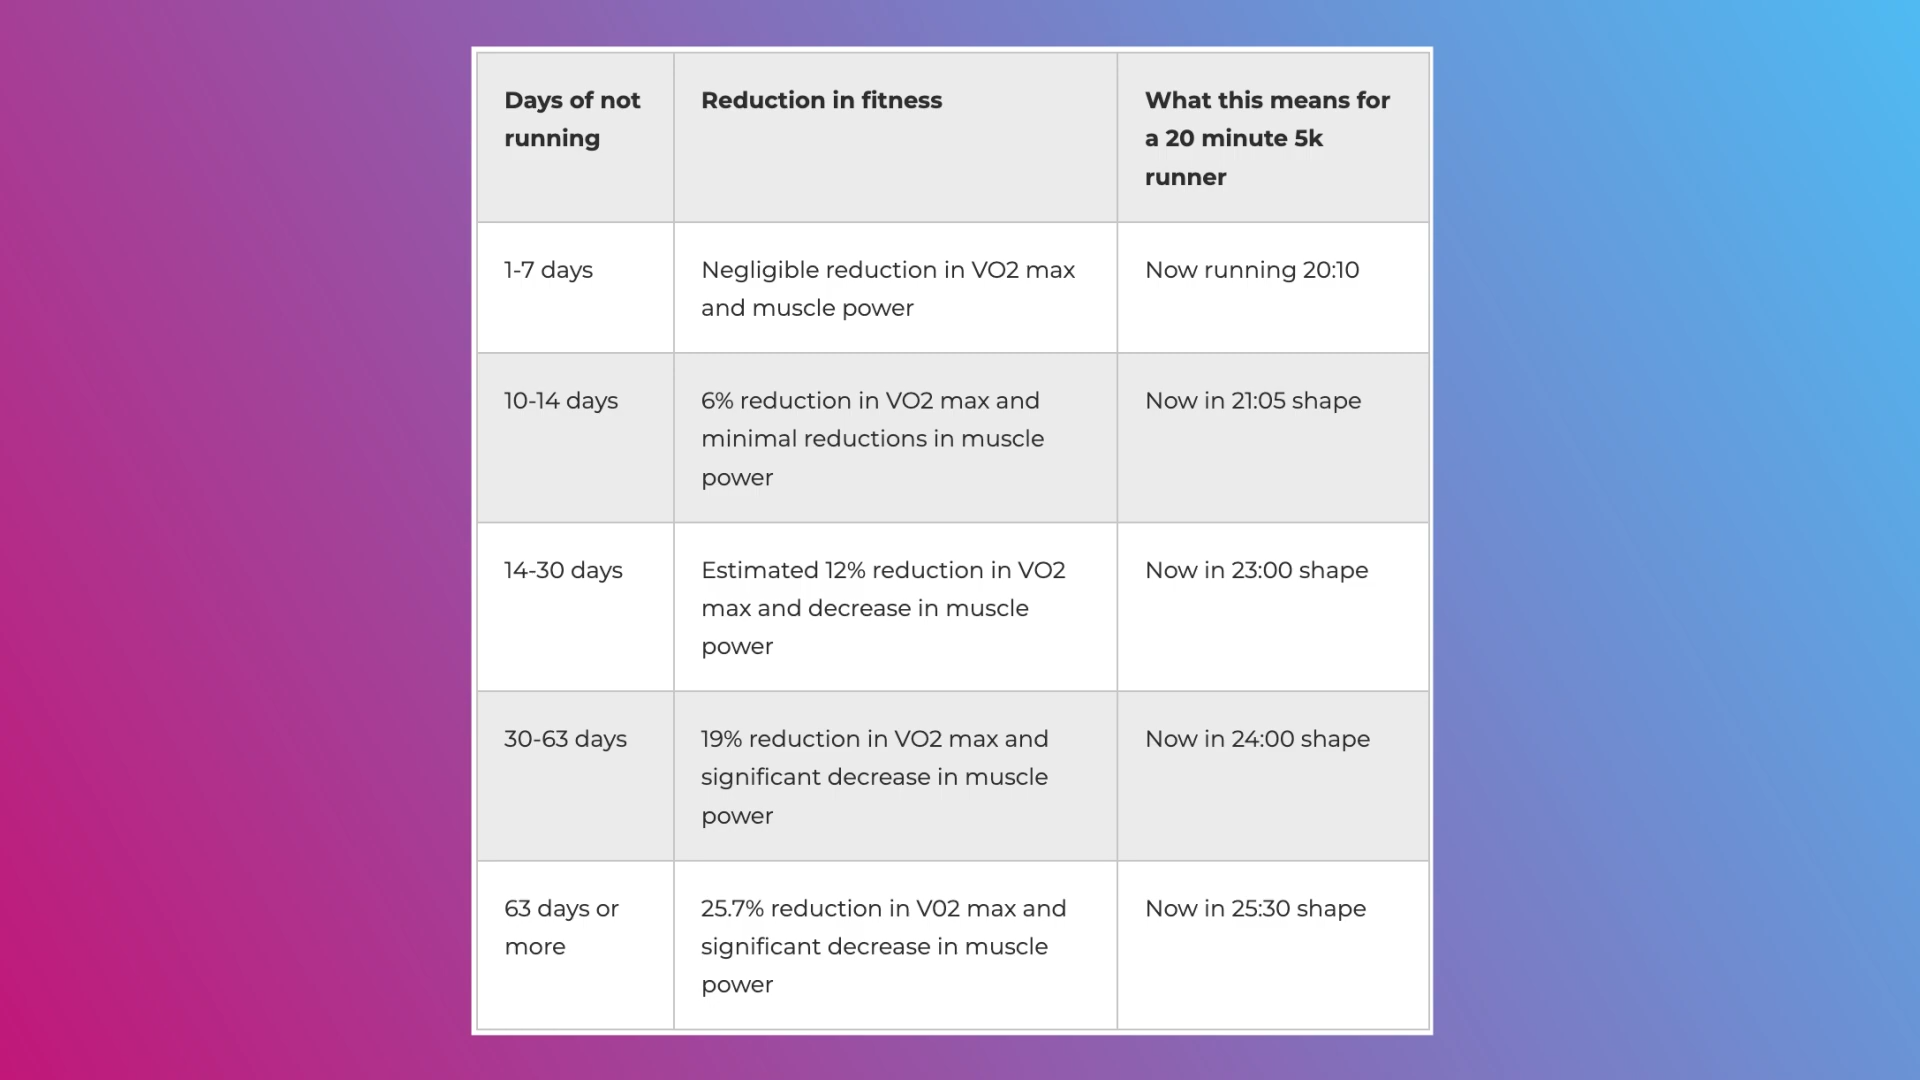 Days of not
running
Reduction in fitness
What this means for
a 20 minute 5k
runner
1-7 days
Negligible reduction in VO2 max
and muscle power
Now running 20:10
10-14 days
6% reduction in VO2 max and
minimal reductions in muscle
power
Now in 21:05 shape
14-30 days
Estimated 12% reduction in VO2
max and decrease in muscle
power
Now in 23:00 shape
30-63 days
19% reduction in VO2 max and
significant decrease in muscle
power
Now in 24:00 shape
63 days or
more
25.7% reduction in V02 max and
significant decrease in muscle
power
Now in 25:30 shape